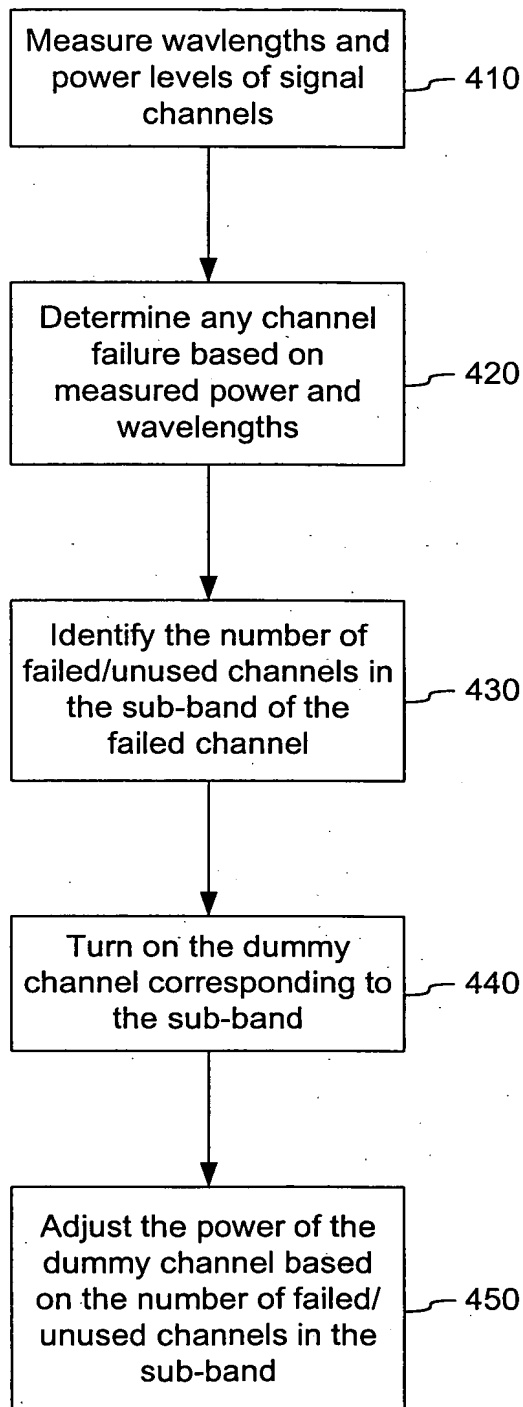 Measure wavlengths and
power levels of signal
channels
410
Determine any channel
failure based on
measured power and
wavelengths
420
Identify the number of
failed/unused channels in
the sub-band of the
failed channel
430
Turn on the dummy
channel corresponding to
the sub-band
440
Adjust the power of the
dummy channel based
on the number of failed/
unused channels in the
sub-band
450